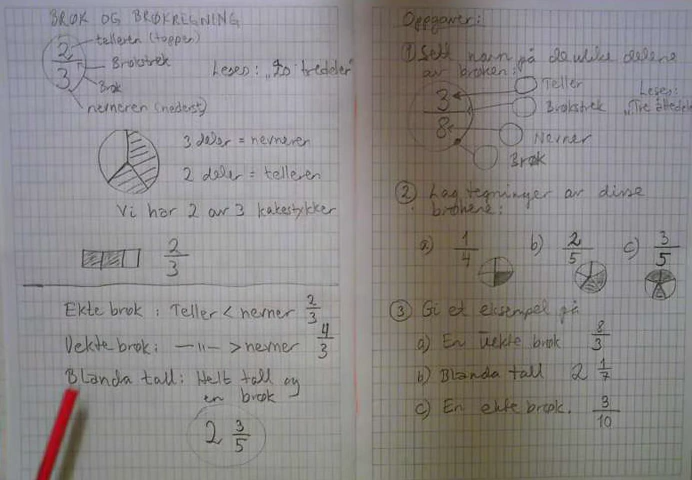 BRØK OG BRØKREGNING
2
3
telleren (toppen)
Brøkstrek
Brøk
nevneren (nederst)
Leses: „To tredeler"
3 deler = nevneren
2 deler = telleren
Vi har 2 av 3 kakestykker
2
3
Ekte brøk : Teller < nevner 2/3
Uekte brøk: —"— > nevner 4/3
Blanda tall: Helt tall og
en brøk
2 3/5
Oppgaver:
① Sett navn på de ulike delene
av brøken:
3
8
Teller
Brøkstrek
Nevner
Brøk
Leses:
„Tre åttedeler
② Lag tegninger av disse
brøkene:
a) 1/4 b) 2/5 c) 3/5
③ Gi et eksempel på
a) En uekte brøk 8/3
b) Blanda tall 2 1/7
c) En ekte brøk. 3/10